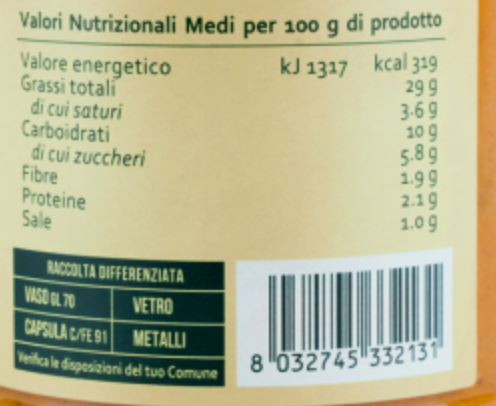 Valori Nutrizionali Medi per 100 g di prodotto
Valore energetico kJ 1317 kcal 319
Grassi totali 29 g
di cui saturi 3.6 g
Carboidrati 10 g
di cui zuccheri 5.8 g
Fibre 1.9 g
Proteine 2.1 g
Sale 1.0 g
RACCOLTA DIFFERENZIATA
VASO GL 70 VETRO
CAPSULA C/FE 91 METALLI
Verifica le disposizioni del tuo Comune
8 032745 332131